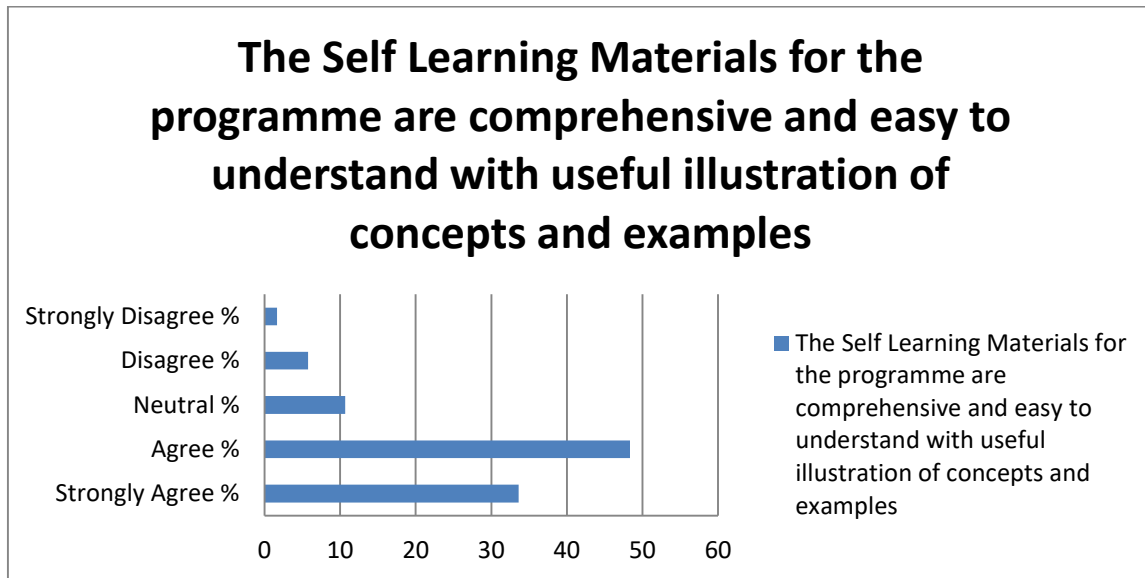 The Self Learning Materials for the
programme are comprehensive and easy to
understand with useful illustration of
concepts and examples
Strongly Disagree %
Disagree %
Neutral %
Agree %
Strongly Agree %
0 10 20 30 40 50 60
The Self Learning Materials for
the programme are
comprehensive and easy to
understand with useful
illustration of concepts and
examples